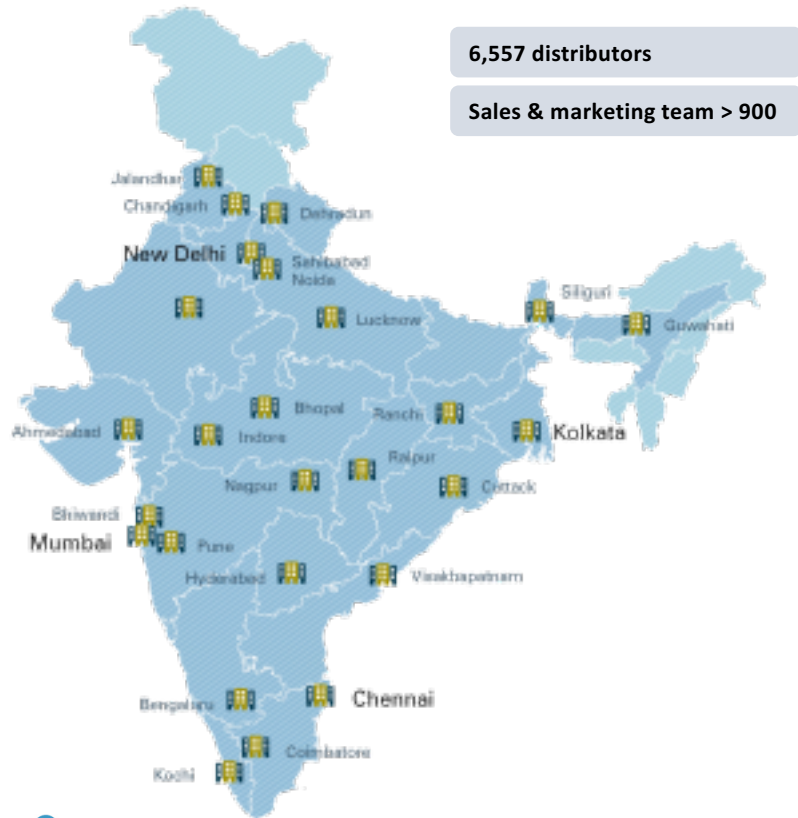 6,557 distributors
Sales & marketing team > 900
Jalandhar
Chandigarh
Dehradun
New Delhi
Sahibabad
Noida
Siliguri
Lucknow
Guwahati
Bhopal
Ranchi
Ahmedabad
Indore
Kolkata
Raipur
Nagpur
Cuttack
Bhiwandi
Mumbai
Pune
Hyderabad
Visakhapatnam
Bengaluru
Chennai
Coimbatore
Kochi